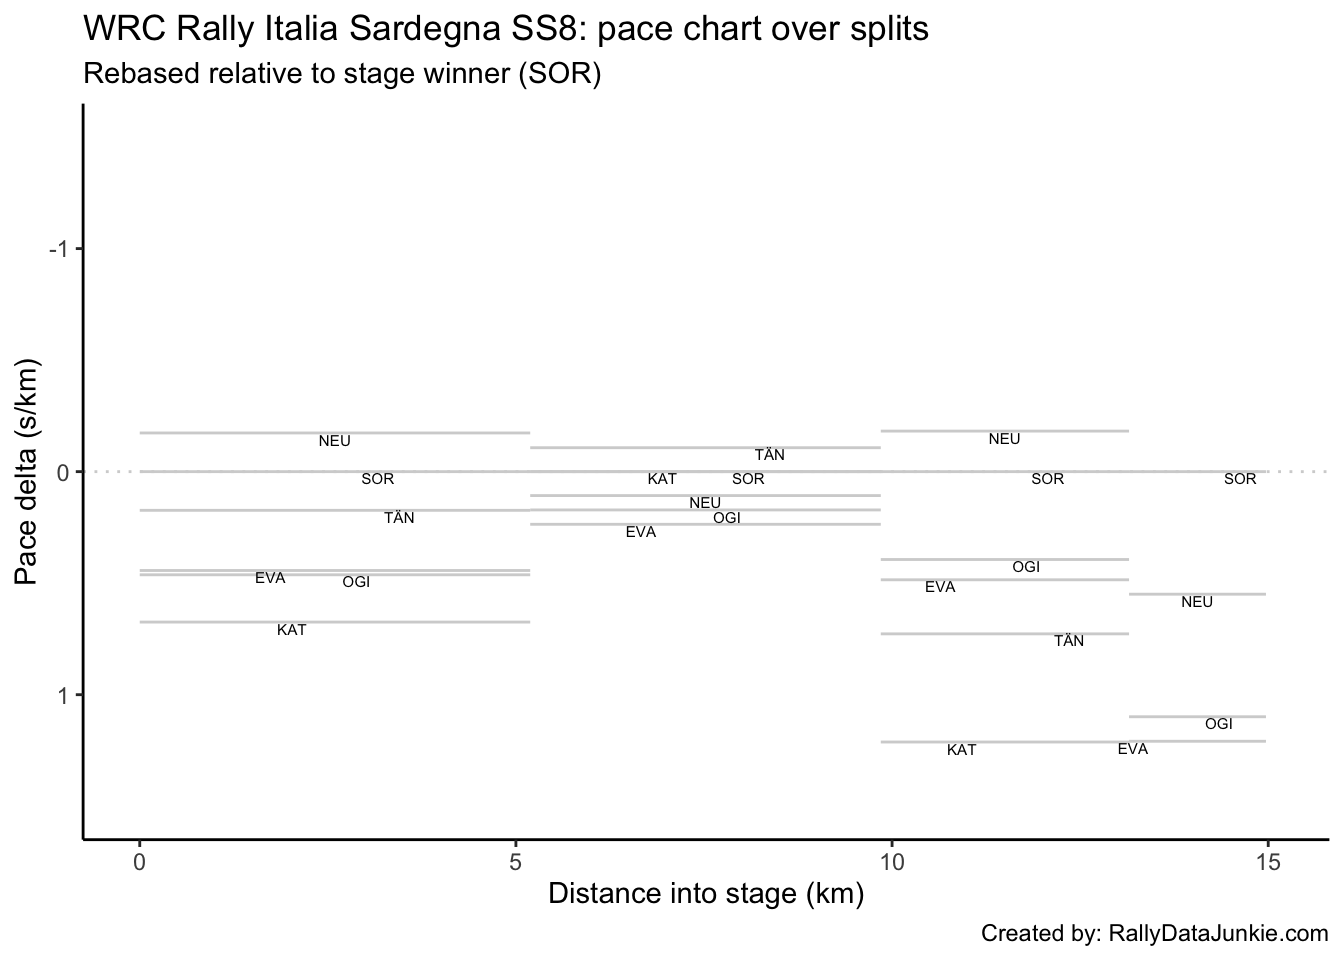 WRC Rally Italia Sardegna SS8: pace chart over splits
Rebased relative to stage winner (SOR)
Pace delta (s/km)
-1
0
1
NEU
SOR
TÄN
EVA
OGI
KAT
TÄN
KAT
SOR
NEU
OGI
EVA
NEU
SOR
OGI
EVA
TÄN
KAT
SOR
NEU
OGI
EVA
0
5
10
15
Distance into stage (km)
Created by: RallyDataJunkie.com